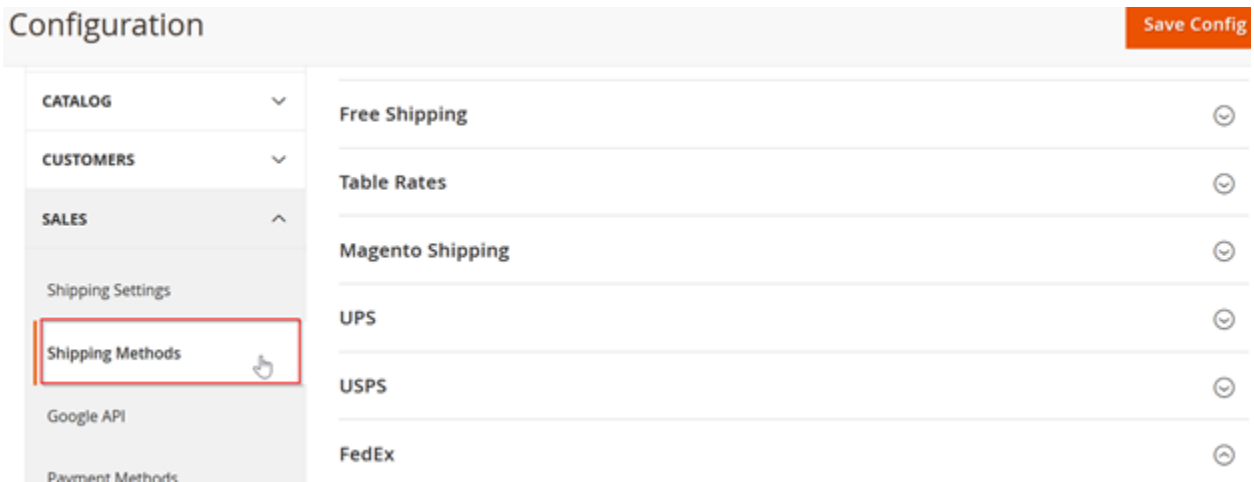 Configuration
Save Config
CATALOG
CUSTOMERS
SALES
Shipping Settings
Shipping Methods
Google API
Payment Methods
Free Shipping
Table Rates
Magento Shipping
UPS
USPS
FedEx